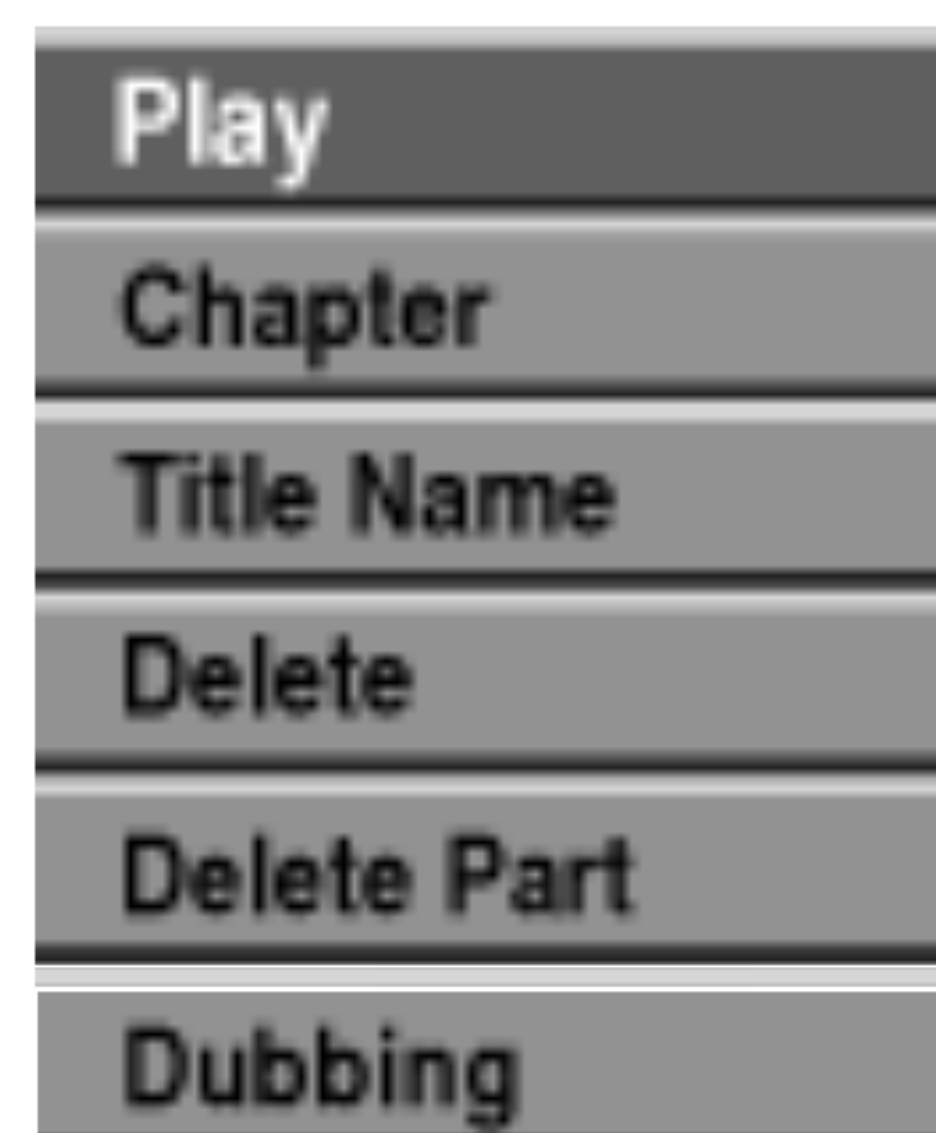 Play
Chapter
Title Name
Delete
Delete Part
Dubbing